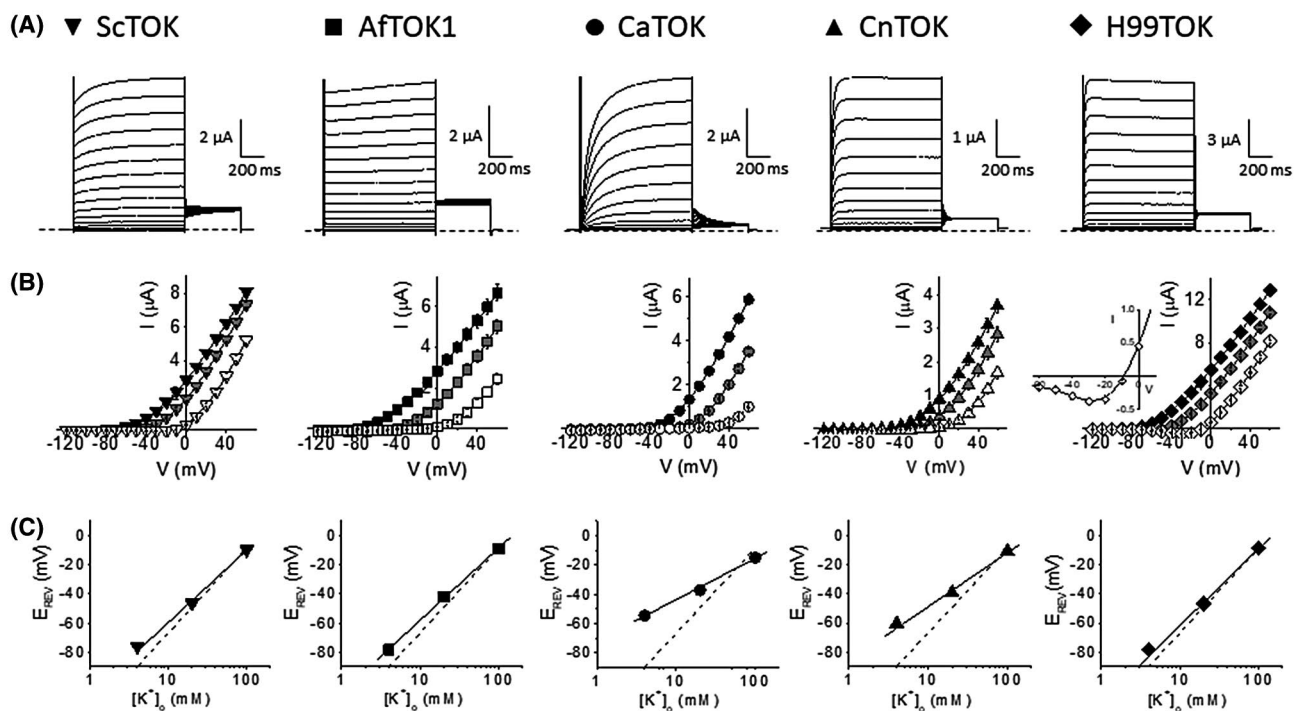 (A) ▼ ScTOK ■ AfTOK1 ● CaTOK ▲ CnTOK ◆ H99TOK
2 µA 2 µA 2 µA 1 µA 3 µA
200 ms 200 ms 200 ms 200 ms 200 ms
(B)
I (µA) I (µA) I (µA) I (µA) I (µA)
8 6 4 2
-120 -80 -40 0 40
V (mV)
6 4 2
-120 -80 -40 0 40
V (mV)
6 4 2
-120 -80 -40 0 40
V (mV)
4 3 2 1
-120 -80 -40 0 40
V (mV)
12 8
-120 -80 -40 0 40
V (mV)
1.0
I
0.5
-40 -20 0
V
-0.5
(C)
E_REV (mV) E_REV (mV) E_REV (mV) E_REV (mV) E_REV (mV)
0 0 0 0 0
-20 -20 -20 -20 -20
-40 -40 -40 -40 -40
-60 -60 -60 -60 -60
-80 -80 -80 -80 -80
1 10 100 1 10 100 1 10 100 1 10 100 1 10 100
[K⁺]ₒ (mM) [K⁺]ₒ (mM) [K⁺]ₒ (mM) [K⁺]ₒ (mM) [K⁺]ₒ (mM)